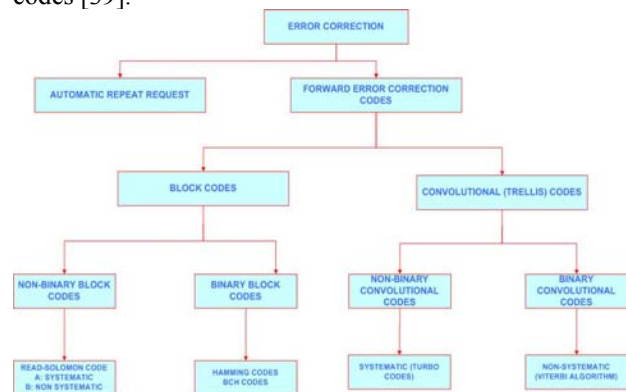 codes [39].
ERROR CORRECTION
AUTOMATIC REPEAT REQUEST
FORWARD ERROR CORRECTION
CODES
BLOCK CODES
CONVOLUTIONAL (TRELLIS) CODES
NON-BINARY BLOCK
CODES
BINARY BLOCK
CODES
NON-BINARY
CONVOLUTIONAL
CODES
BINARY
CONVOLUTIONAL
CODES
READ-SOLOMON CODE
A: SYSTEMATIC
B: NON SYSTEMATIC
HAMMING CODES
BCH CODES
SYSTEMATIC (TURBO
CODES)
NON-SYSTEMATIC
(VITERBI ALGORITHM)